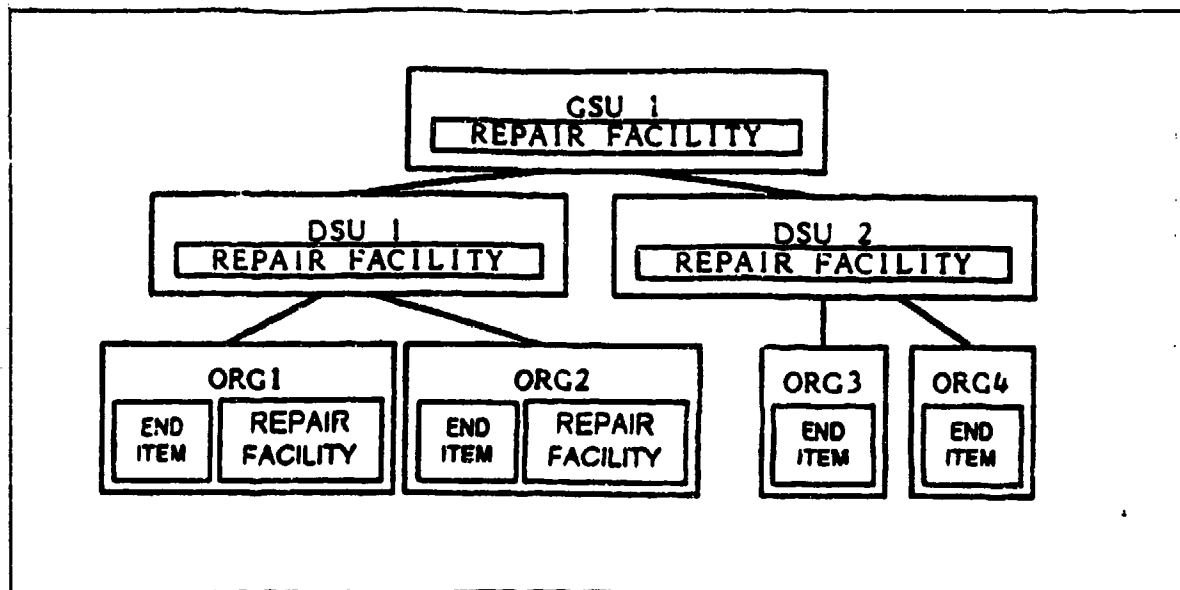 GSU 1
REPAIR FACILITY
DSU 1
REPAIR FACILITY
DSU 2
REPAIR FACILITY
ORG1
END
ITEM
REPAIR
FACILITY
ORG2
END
ITEM
REPAIR
FACILITY
ORG3
END
ITEM
ORG4
END
ITEM